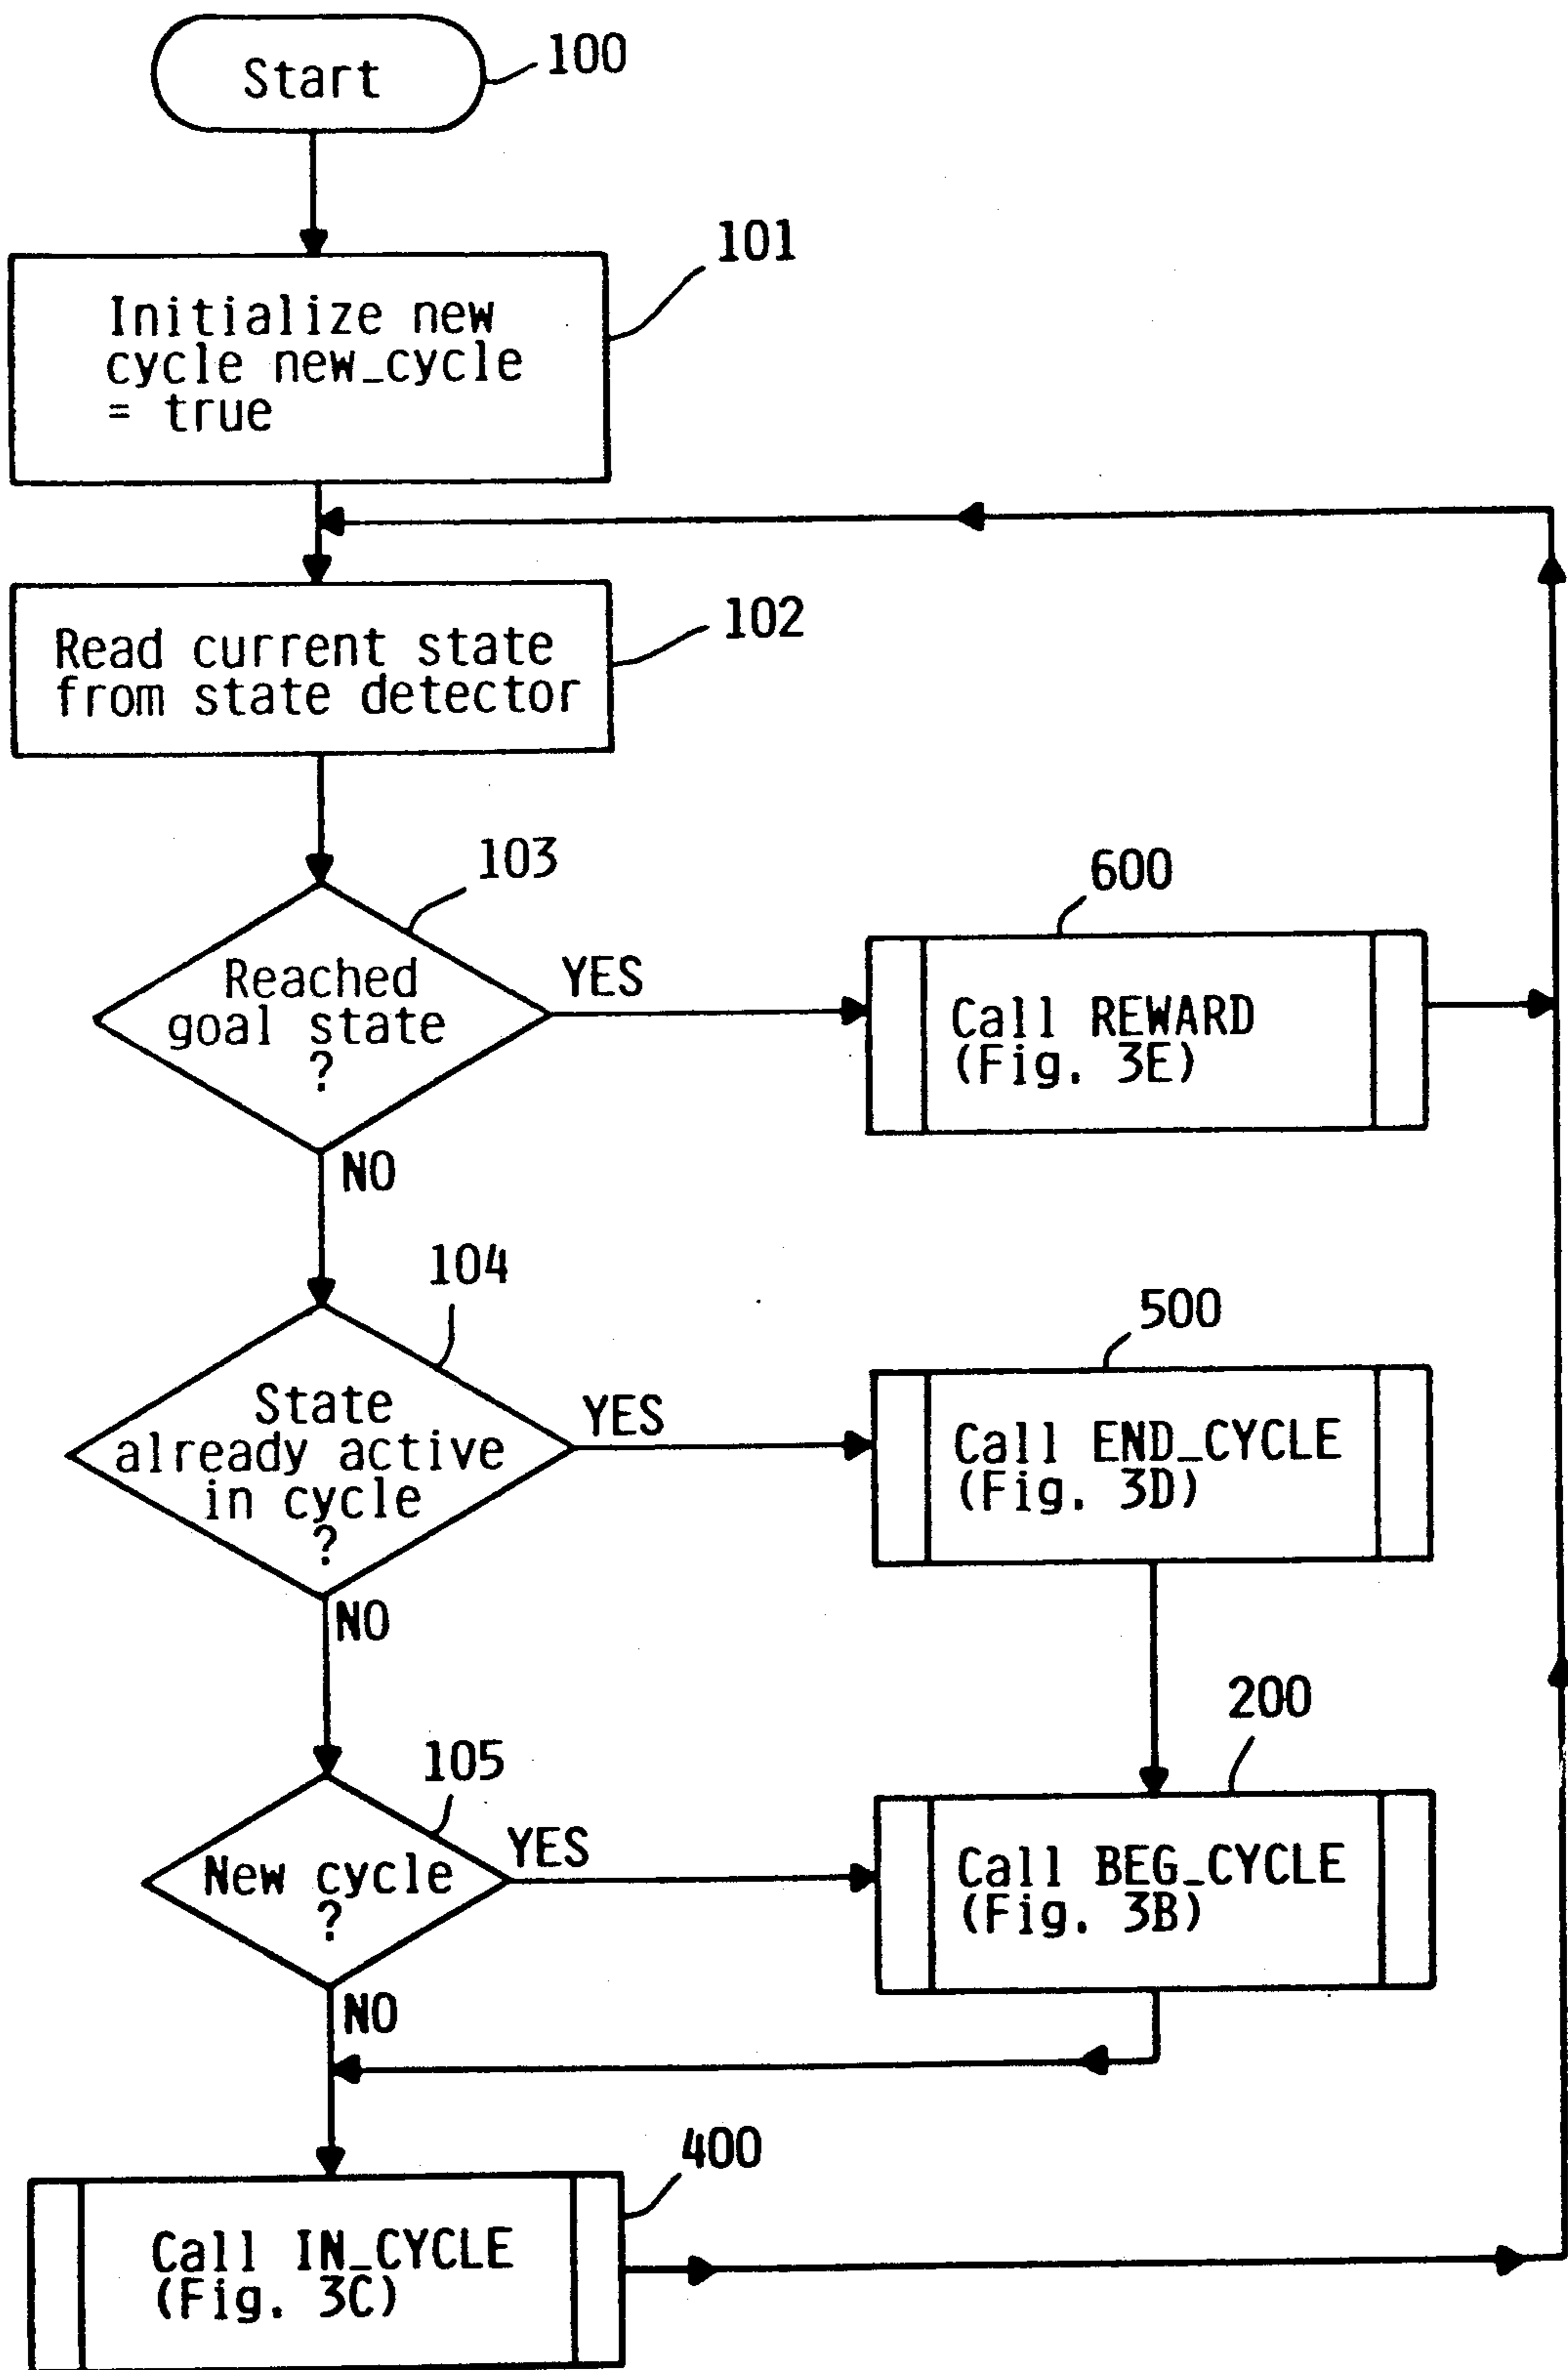 Start
100
101
Initialize new
cycle new_cycle
= true
102
Read current state
from state detector
103
Reached
goal state
?
YES
NO
600
Call REWARD
(Fig. 3E)
104
State
already active
in cycle
?
YES
NO
500
Call END_CYCLE
(Fig. 3D)
105
New cycle
?
YES
NO
200
Call BEG_CYCLE
(Fig. 3B)
400
Call IN_CYCLE
(Fig. 3C)